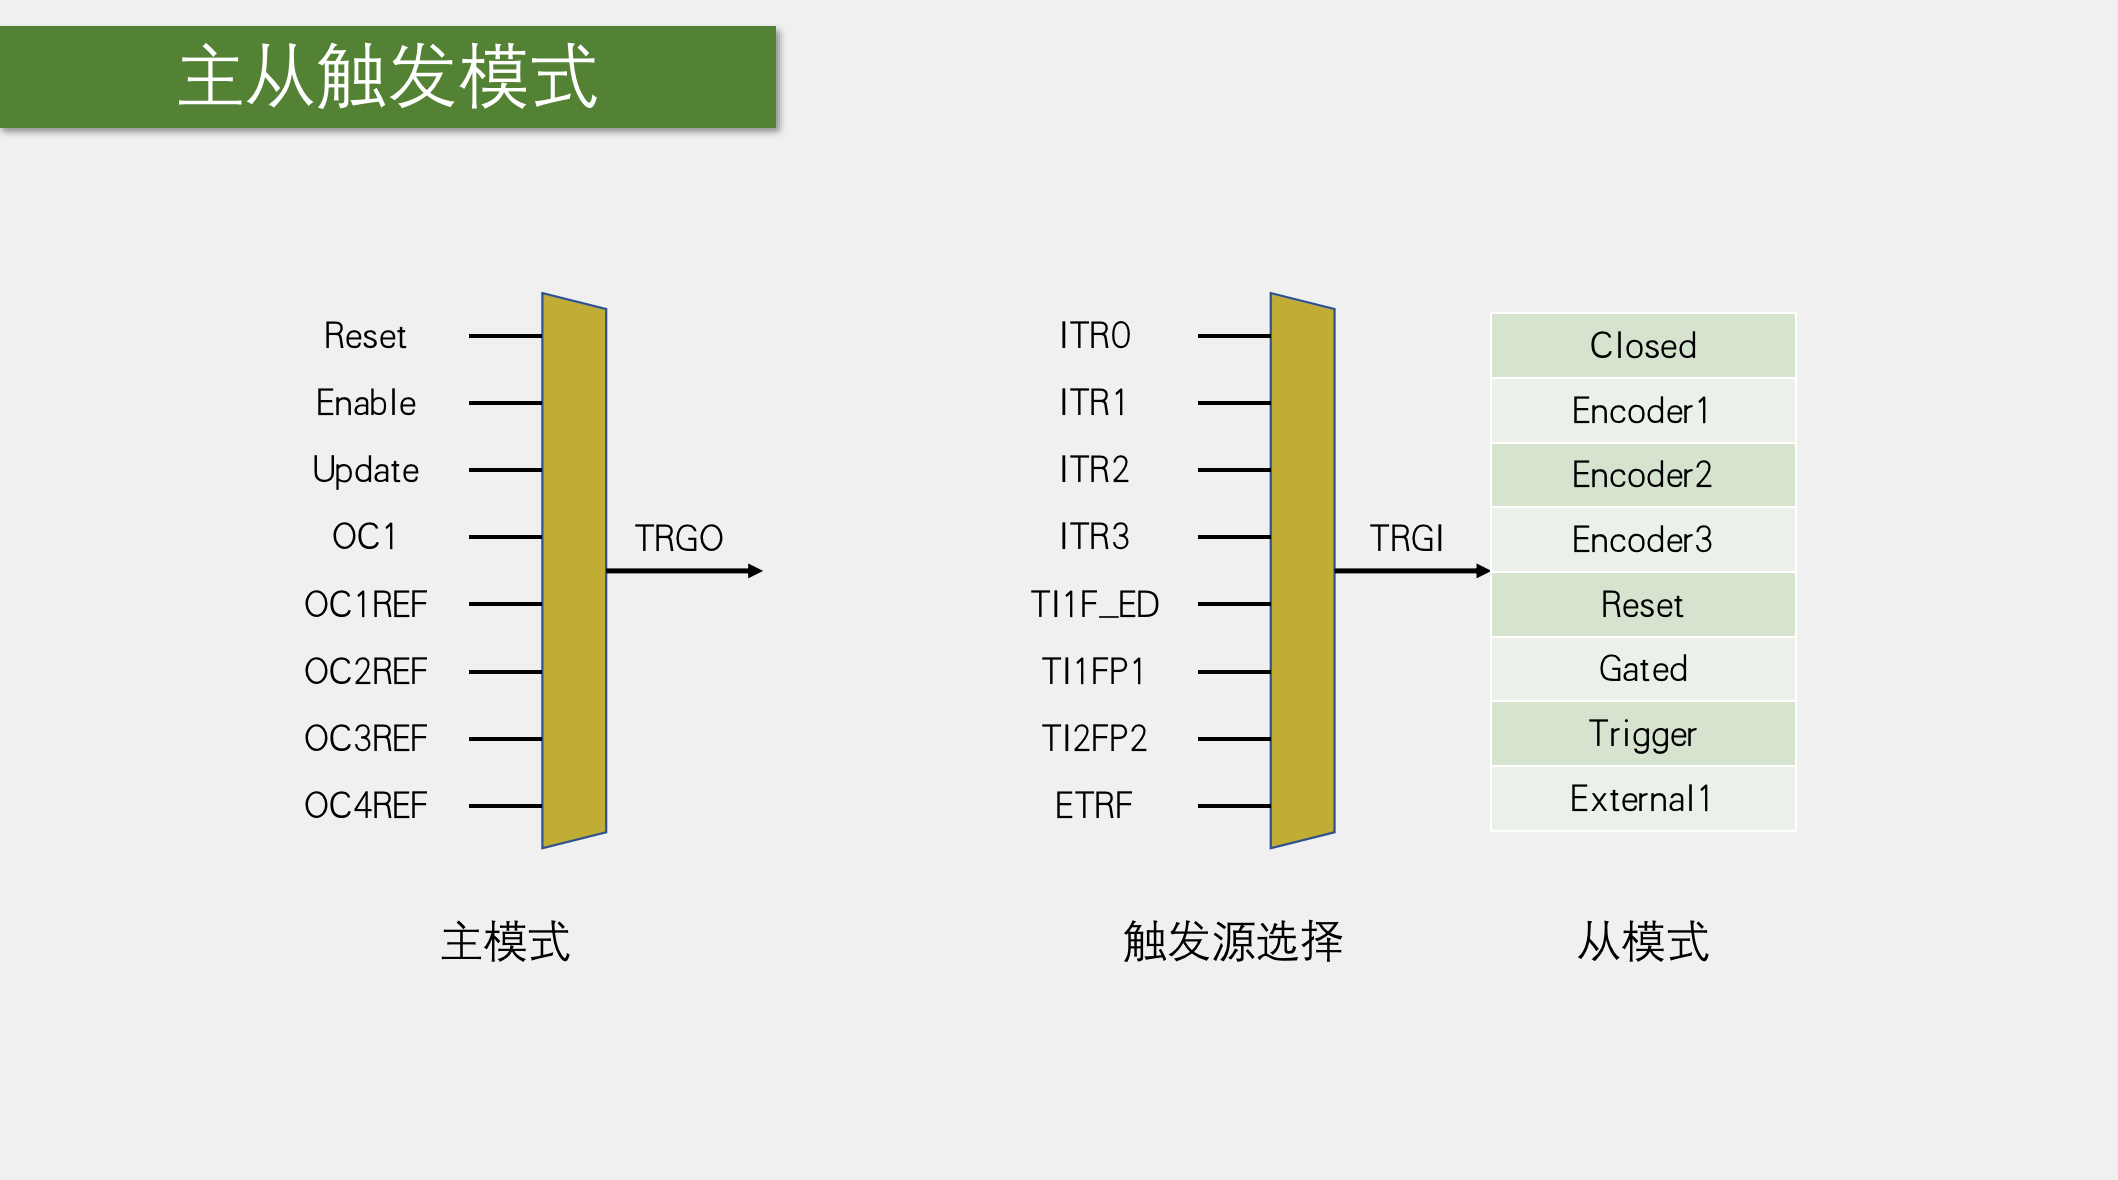 主从触发模式
Reset
Enable
Update
OC1
OC1REF
OC2REF
OC3REF
OC4REF
TRGO
主模式
ITR0
ITR1
ITR2
ITR3
TI1F_ED
TI1FP1
TI2FP2
ETRF
TRGI
触发源选择
Closed
Encoder1
Encoder2
Encoder3
Reset
Gated
Trigger
External1
从模式